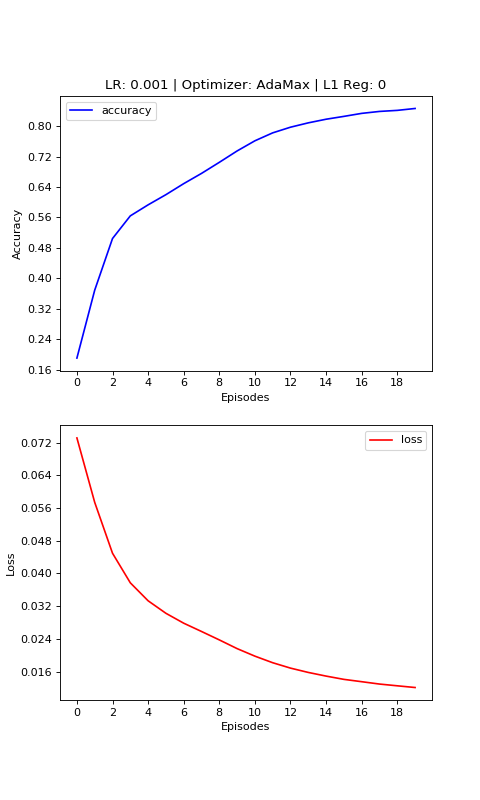 LR: 0.001 | Optimizer: AdaMax | L1 Reg: 0
accuracy
0.80
0.72
0.64
0.56
0.48
0.40
0.32
0.24
0.16
Accuracy
0 2 4 6 8 10 12 14 16 18
Episodes
loss
0.072
0.064
0.056
0.048
0.040
0.032
0.024
0.016
Loss
0 2 4 6 8 10 12 14 16 18
Episodes